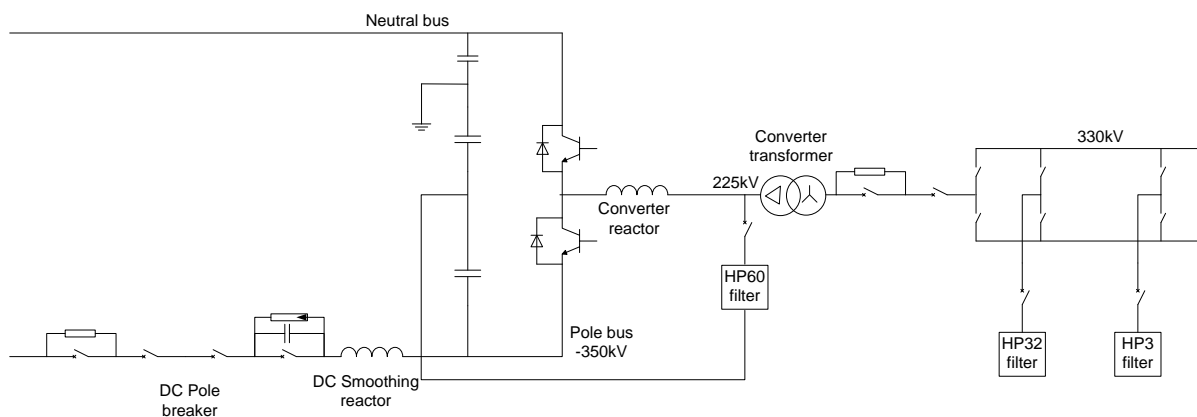 Neutral bus
Converter
transformer
330kV
225kV
Converter
reactor
HP60
filter
Pole bus
-350kV
HP32
filter
HP3
filter
DC Pole
breaker
DC Smoothing
reactor